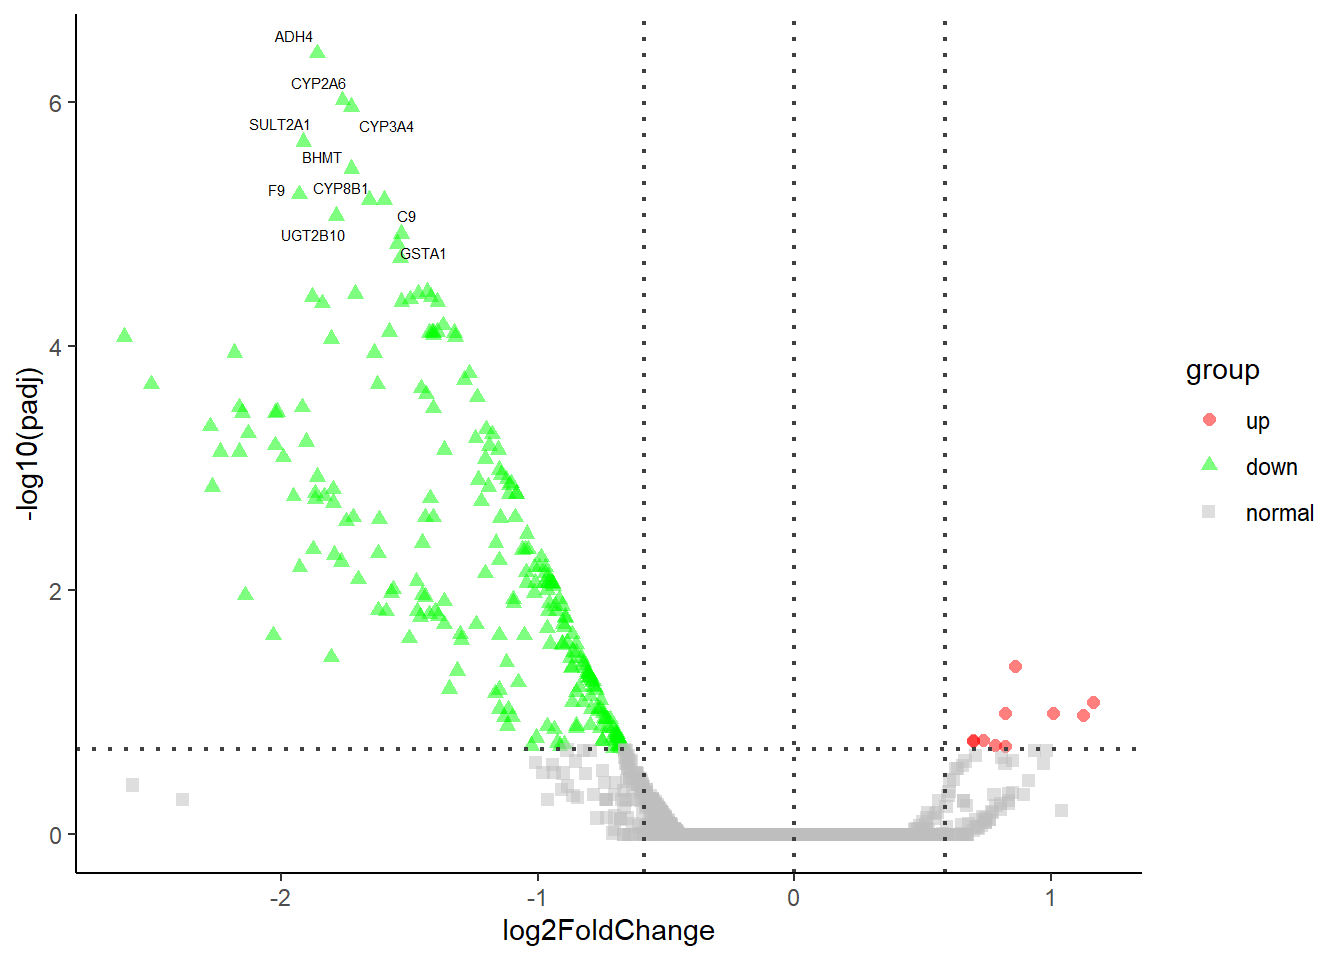 ADH4
CYP2A6
CYP3A4
SULT2A1
BHMT
F9
CYP8B1
C9
UGT2B10
GSTA1
6
4
2
0
-log10(padj)
-2
-1
0
1
log2FoldChange
group
up
down
normal